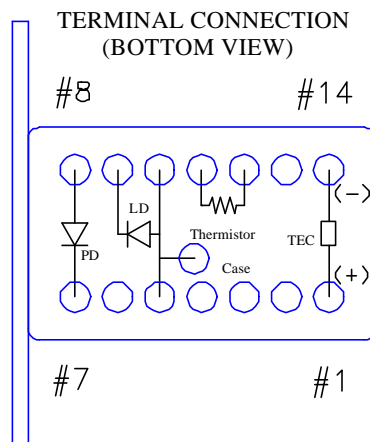 TERMINAL CONNECTION
(BOTTOM VIEW)
#8 #14
(-)
LD
Thermistor
TEC
PD
Case
(+)
#7 #1